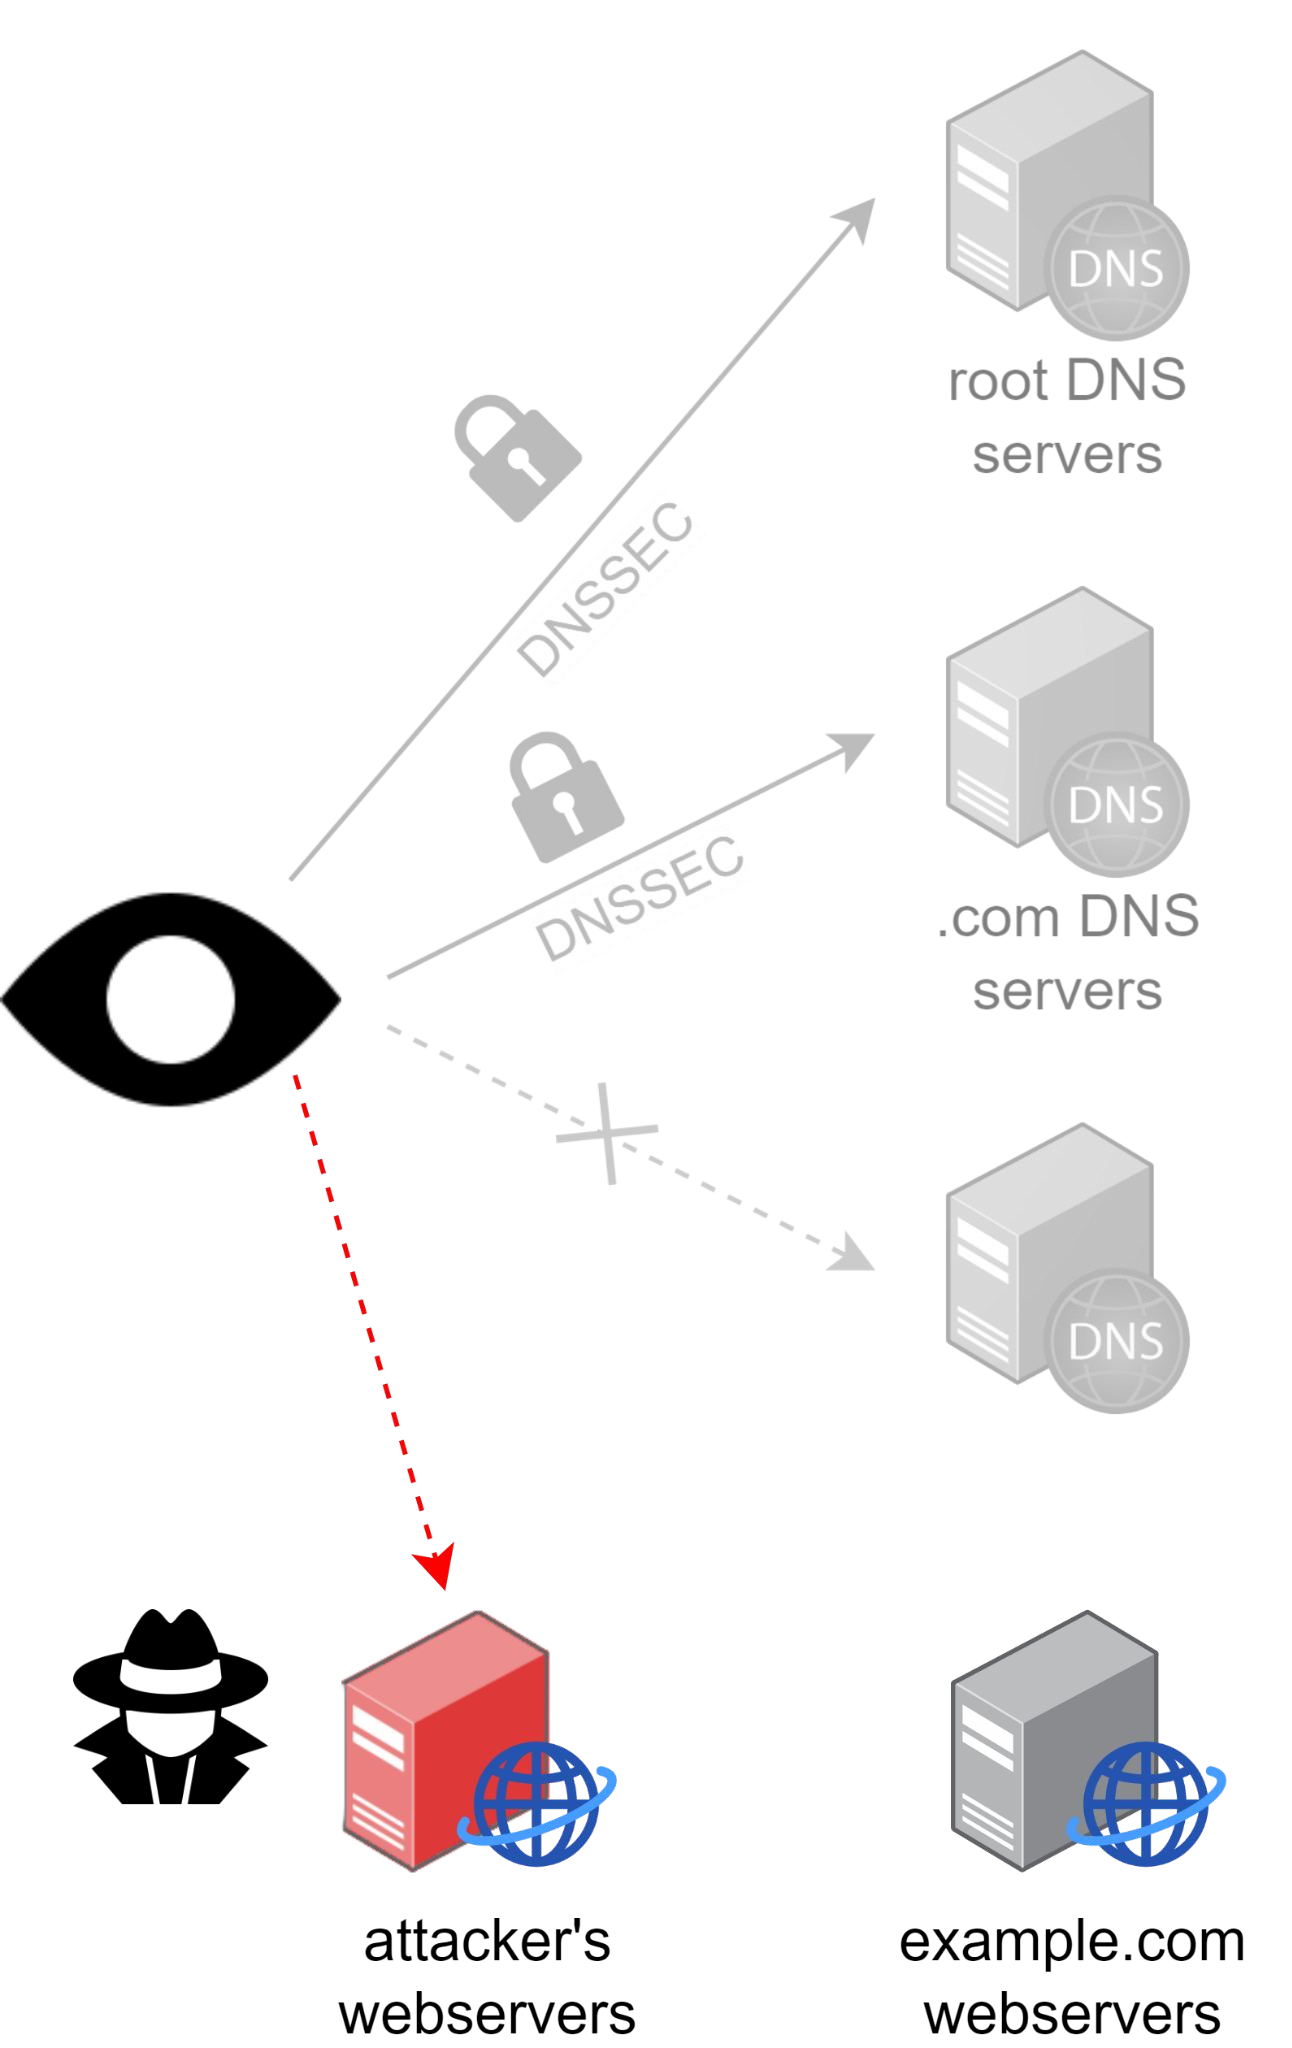 DNS
root DNS
servers
DNSSEC
DNS
.com DNS
servers
DNSSEC
DNS
attacker's
webservers
example.com
webservers